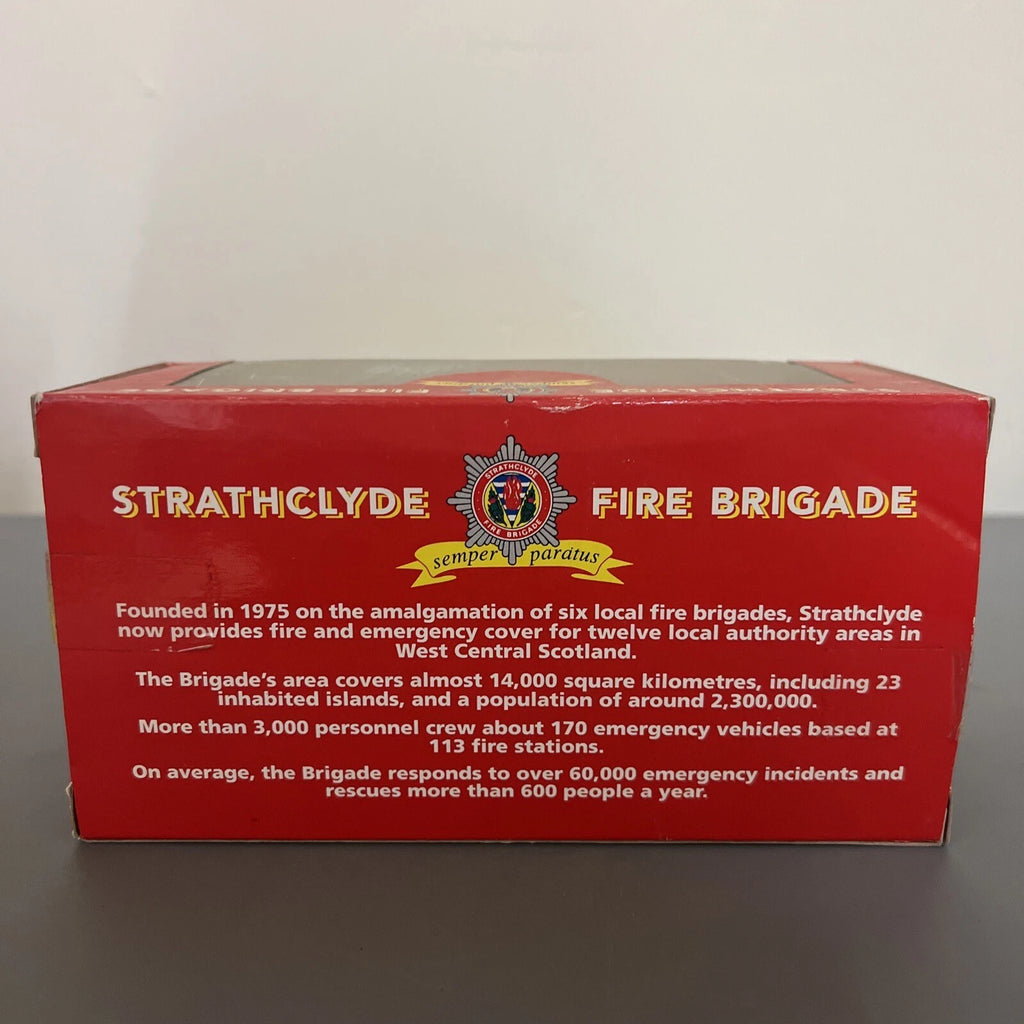 STRATHCLYDE FIRE BRIGADE
STRATHCLYDE
FIRE BRIGADE
semper paratus
Founded in 1975 on the amalgamation of six local fire brigades, Strathclyde
now provides fire and emergency cover for twelve local authority areas in
West Central Scotland.
The Brigade's area covers almost 14,000 square kilometres, including 23
inhabited islands, and a population of around 2,300,000.
More than 3,000 personnel crew about 170 emergency vehicles based at
113 fire stations.
On average, the Brigade responds to over 60,000 emergency incidents and
rescues more than 600 people a year.